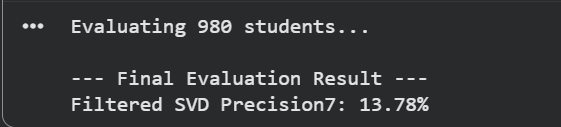 Evaluating 980 students...
--- Final Evaluation Result ---
Filtered SVD Precision7: 13.78%